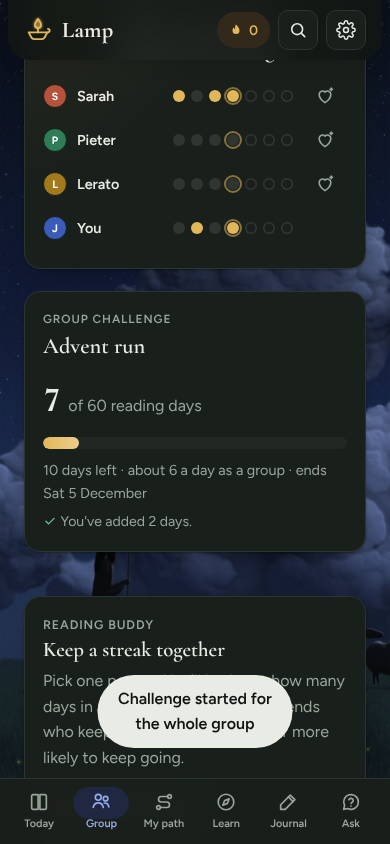 Lamp
0
S Sarah
P Pieter
L Lerato
J You
GROUP CHALLENGE
Advent run
7 of 60 reading days
10 days left · about 6 a day as a group · ends
Sat 5 December
✓ You've added 2 days.
READING BUDDY
Keep a streak together
Pick one how many
days in ends
who more
likely to keep going.
Challenge started for
the whole group
Today
Group
My path
Learn
Journal
Ask